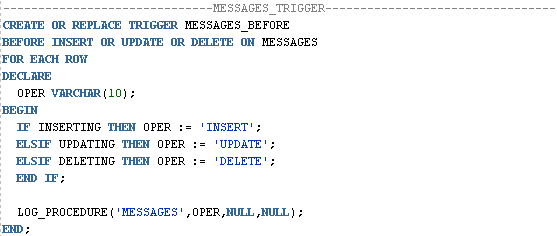 --------------------------MESSAGES_TRIGGER----------------------------
CREATE OR REPLACE TRIGGER MESSAGES_BEFORE
BEFORE INSERT OR UPDATE OR DELETE ON MESSAGES
FOR EACH ROW
DECLARE
OPER VARCHAR(10);
BEGIN
IF INSERTING THEN OPER := 'INSERT';
ELSIF UPDATING THEN OPER := 'UPDATE';
ELSIF DELETING THEN OPER := 'DELETE';
END IF;
LOG_PROCEDURE('MESSAGES',OPER,NULL,NULL);
END;